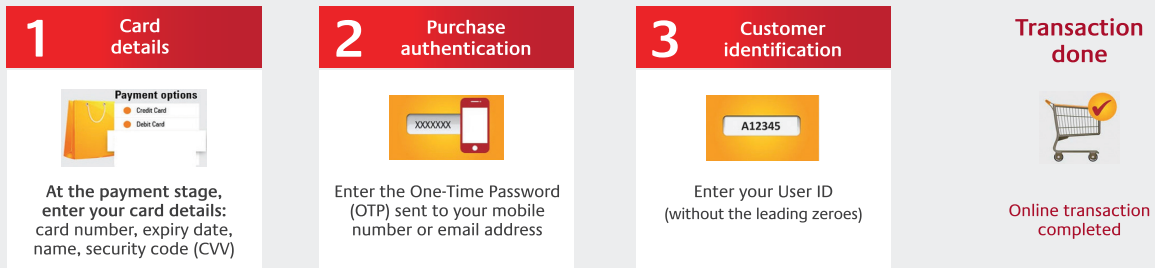 1
Card
details
Payment options
Credit Card
Debit Card
At the payment stage,
enter your card details:
card number, expiry date,
name, security code (CVV)
2
Purchase
authentication
XXXXXXX
Enter the One-Time Password
(OTP) sent to your mobile
number or email address
3
Customer
identification
A12345
Enter your User ID
(without the leading zeroes)
Transaction
done
Online transaction
completed